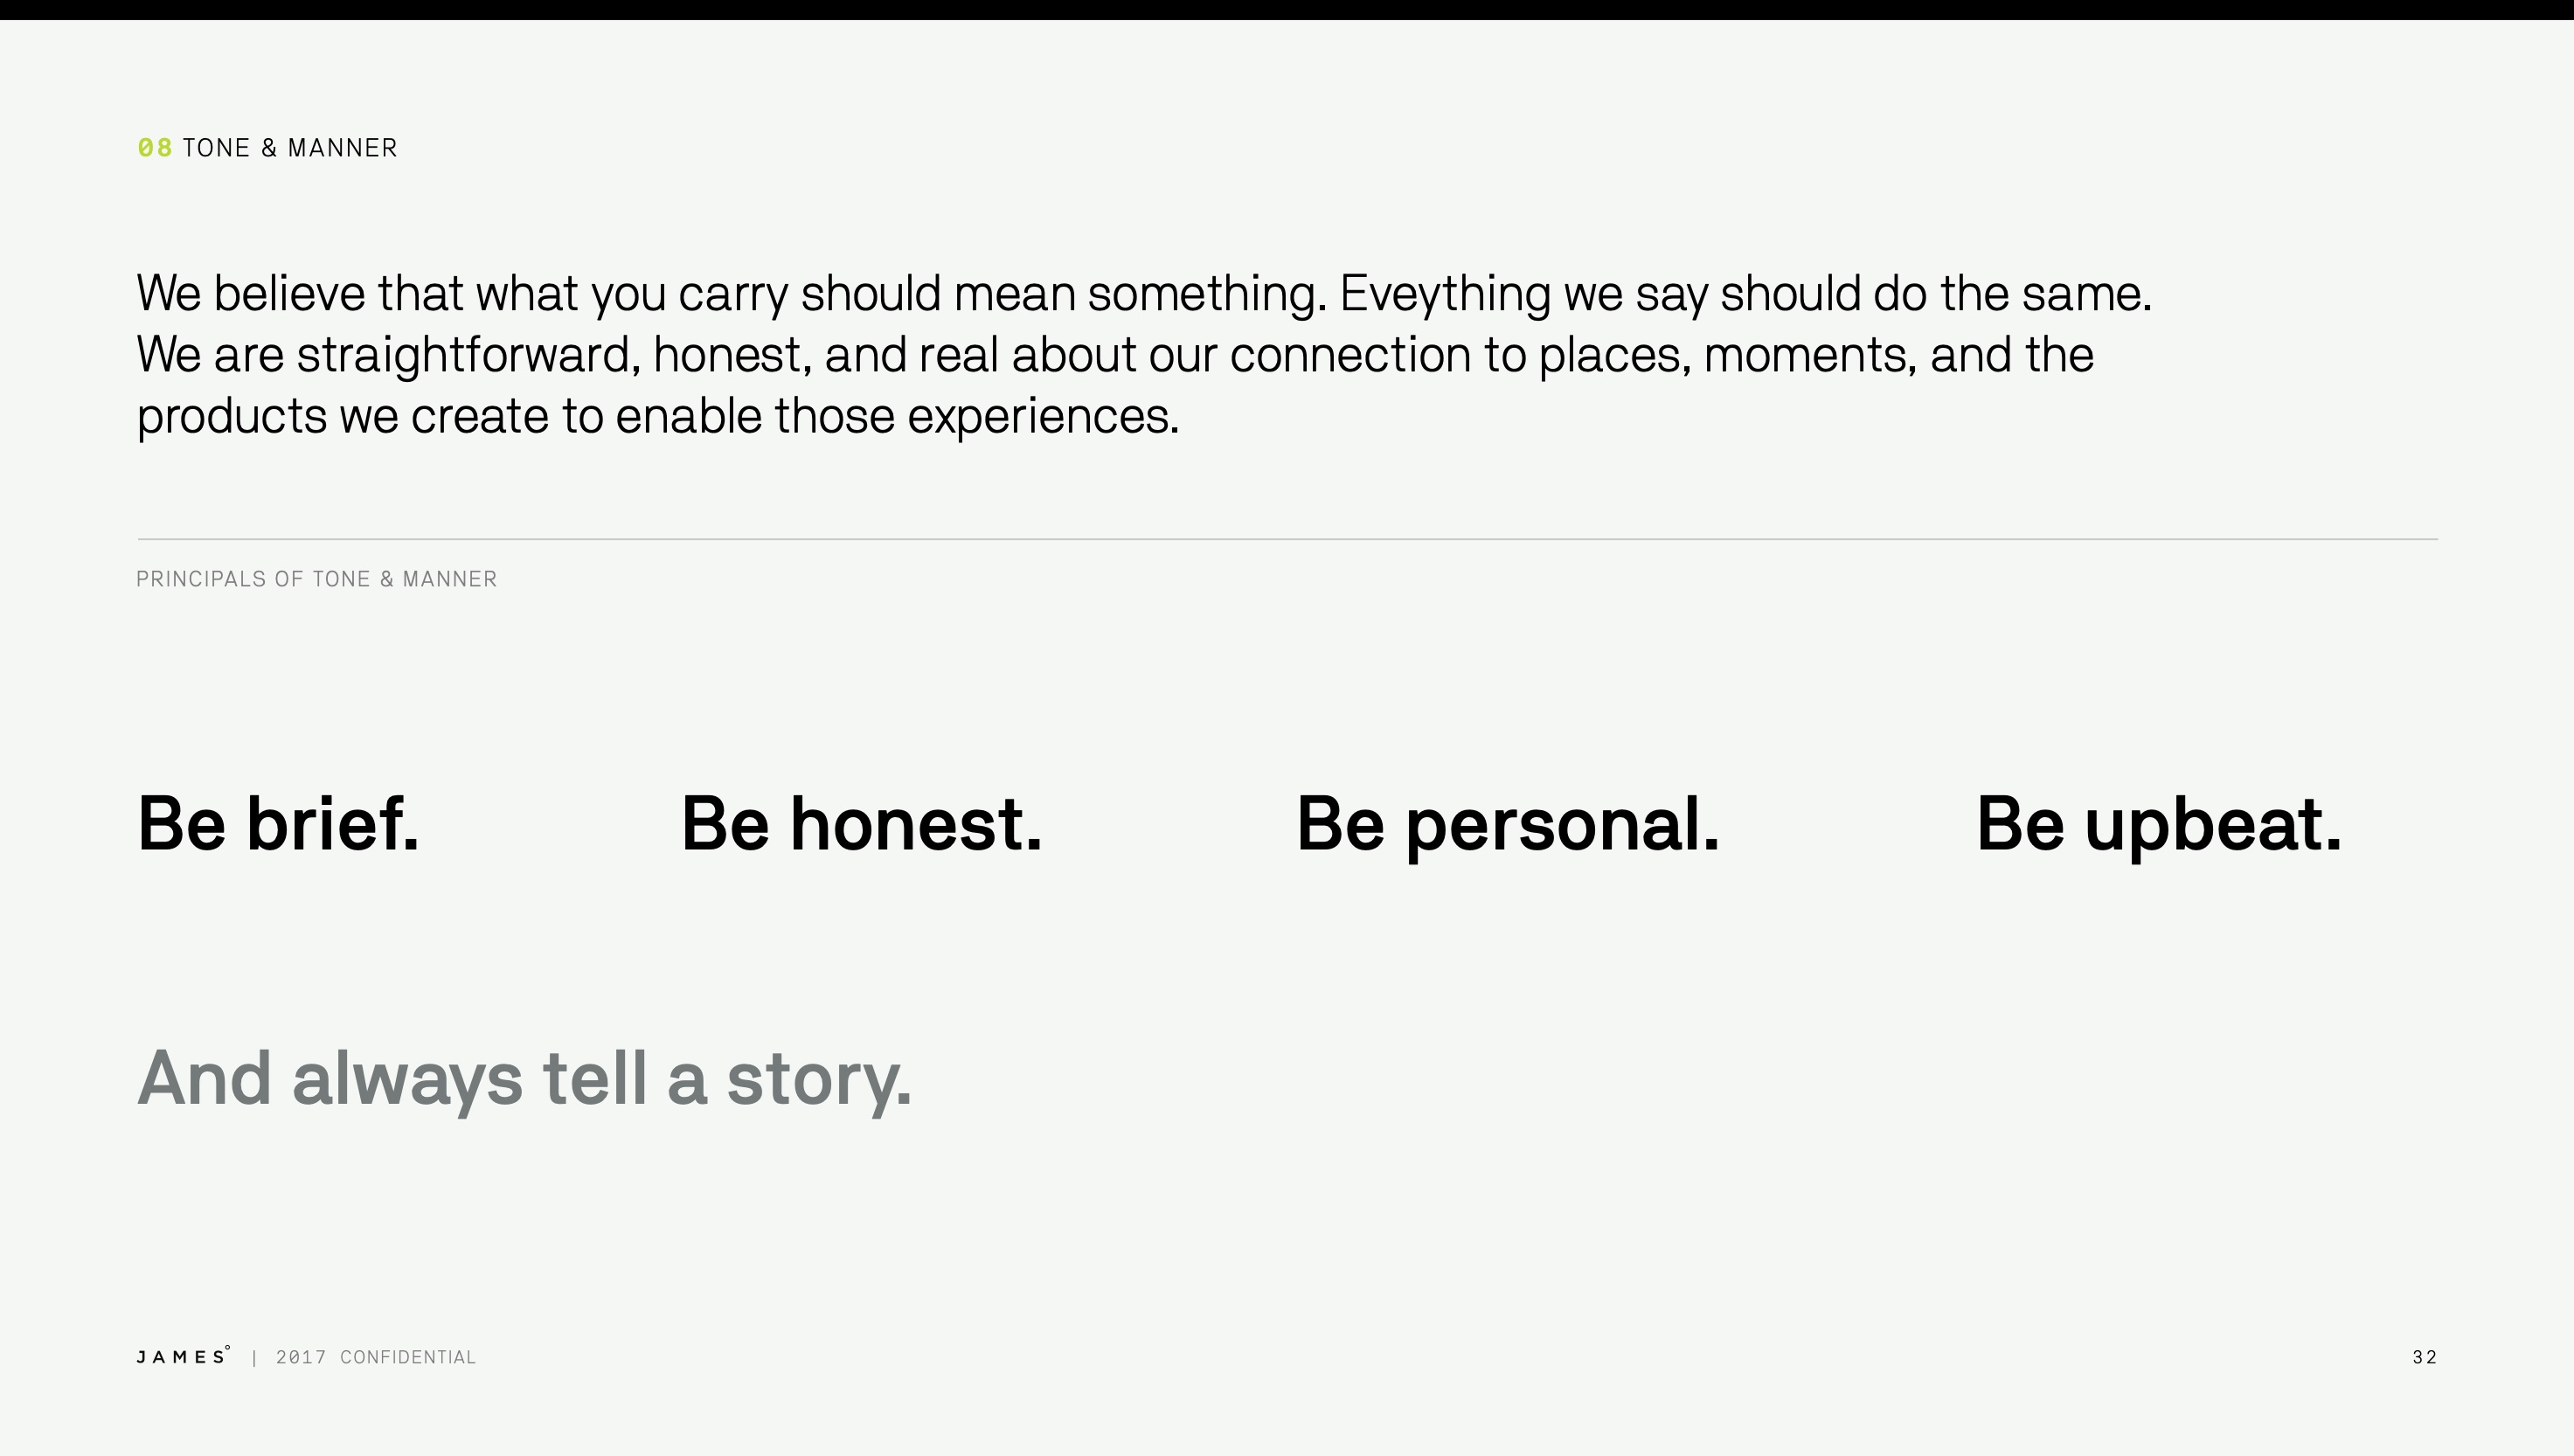 08 TONE & MANNER
We believe that what you carry should mean something. Eveything we say should do the same.
We are straightforward, honest, and real about our connection to places, moments, and the
products we create to enable those experiences.
PRINCIPALS OF TONE & MANNER
Be brief. Be honest. Be personal. Be upbeat.
And always tell a story.
JAMES° | 2017 CONFIDENTIAL 32